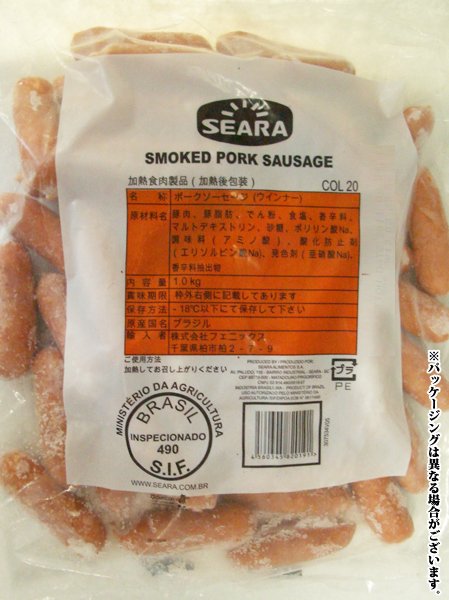 SEARA
SMOKED PORK SAUSAGE
加熱食肉製品（加熱後包装）
COL 20
名称 ポークソーセージ（ウインナー）
原材料名 豚肉、豚脂肪、でん粉、食塩、香辛料、
マルトデキストリン、砂糖、ポリリン酸Na、
調味料（アミノ酸）、酸化防止剤
（エリソルビン酸Na）、発色剤（亜硝酸Na）、
香辛料抽出物
内容量 1.0kg
賞味期限 枠外右側に記載してあります
保存方法 -18℃以下にて保存して下さい
原産国名 ブラジル
輸入者 株式会社フェニックス
千葉県柏市柏2-7-9
ご使用方法
加熱してお召し上がりください
PRODUCED BY - PRODUZIDO POR:
SEARA ALIMENTOS S.A.
INDÚSTRIA BRASILEIRA - PRODUCT OF BRAZIL
プラ
PE
MINISTÉRIO DA AGRICULTURA
BRASIL
INSPECIONADO
490
S.I.F.
WWW.SEARA.COM.BR
4560345820191
※パッケージングは異なる場合がございます。